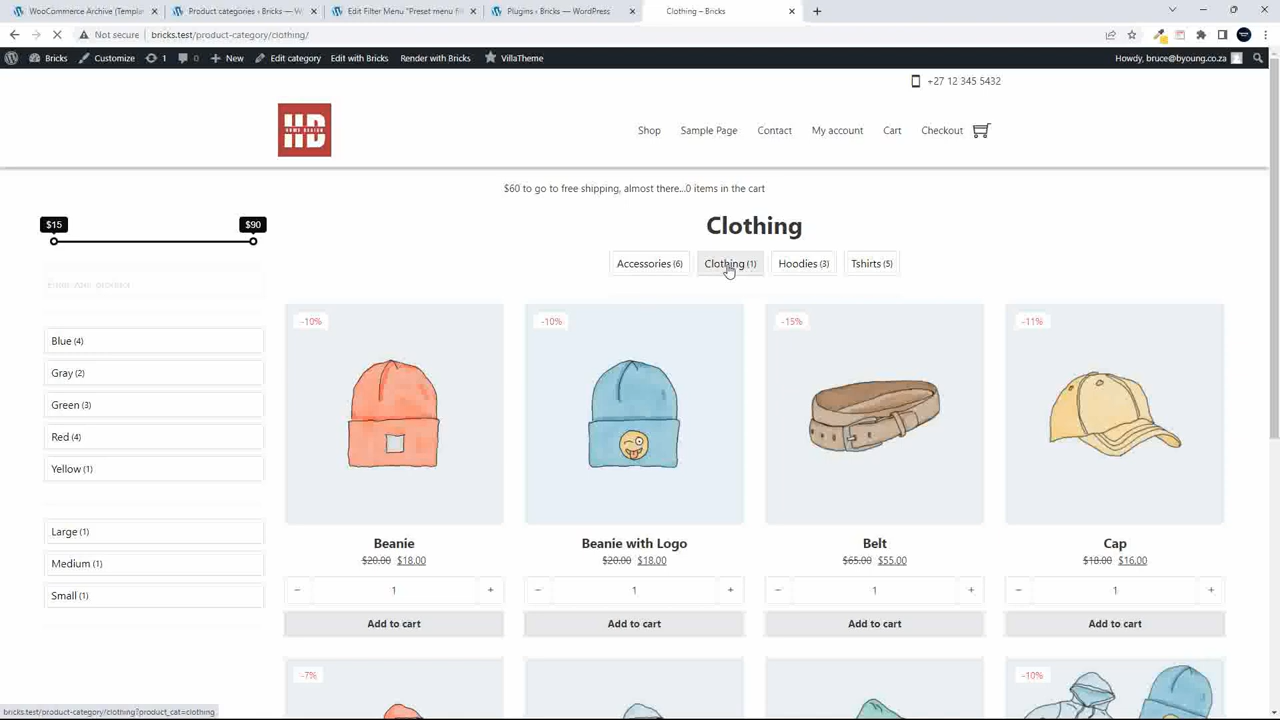 WooCommerce Archive (Templat
Product categories ‹ Bricks — W
Edit Filter Menu "Preset menu fil
Plugins ‹ Bricks — WordPress
Clothing – Bricks
Not secure
bricks.test/product-category/clothing/
Bricks
Customize
1
0
New
Edit category
Edit with Bricks
Render with Bricks
VillaTheme
Howdy, bruce@byoung.co.za
+27 12 345 5432
HD
HOME DESIGN
Shop
Sample Page
Contact
My account
Cart
Checkout
$60 to go to free shipping, almost there...0 items in the cart
$15
$90
Clothing
Accessories (6)
Clothing (1)
Hoodies (3)
Tshirts (5)
Blue (4)
Gray (2)
Green (3)
Red (4)
Yellow (1)
Large (1)
Medium (1)
Small (1)
-10%
-10%
-15%
-11%
Beanie
Beanie with Logo
Belt
Cap
$20.00 $18.00
$20.00 $18.00
$65.00 $55.00
$18.00 $16.00
− 1 +
− 1 +
− 1 +
− 1 +
Add to cart
Add to cart
Add to cart
Add to cart
-7%
-10%
bricks.test/product-category/clothing?product_cat=clothing